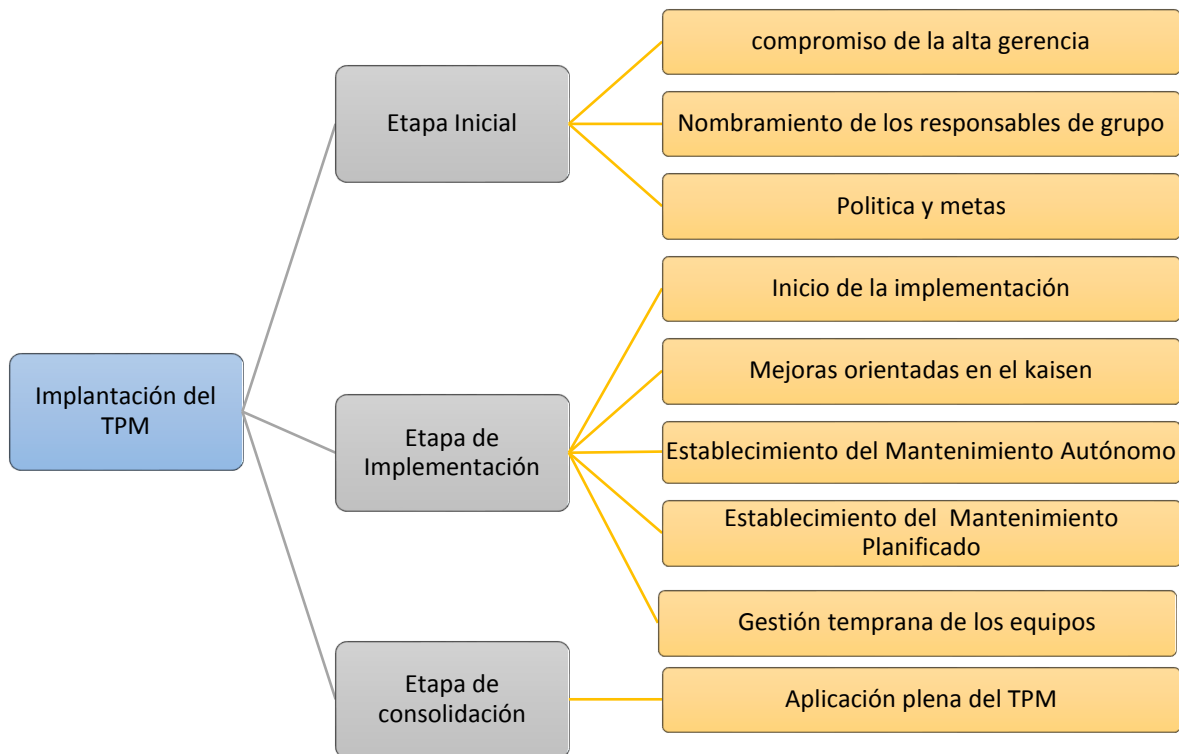 Implantación del
TPM
Etapa Inicial
compromiso de la alta gerencia
Nombramiento de los responsables de grupo
Politica y metas
Etapa de
Implementación
Inicio de la implementación
Mejoras orientadas en el kaisen
Establecimiento del Mantenimiento Autónomo
Establecimiento del Mantenimiento
Planificado
Gestión temprana de los equipos
Etapa de
consolidación
Aplicación plena del TPM